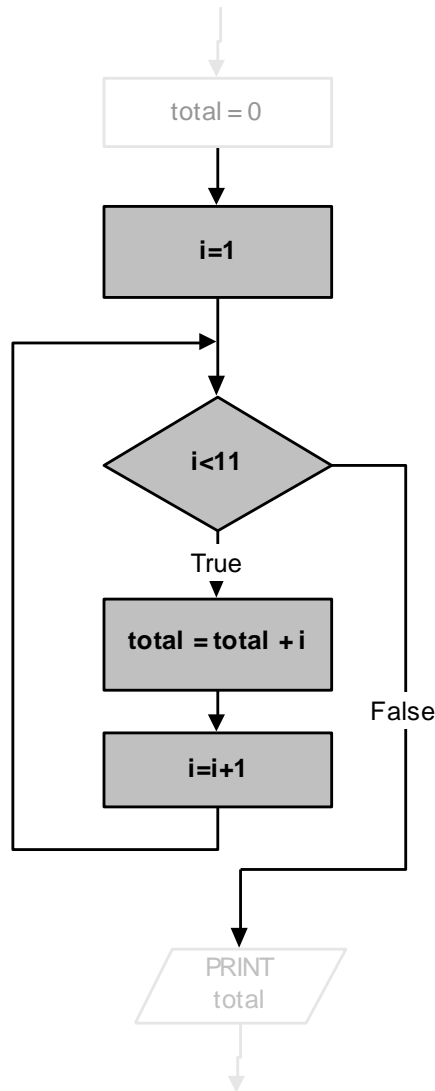 total = 0
i=1
i<11
True
total = total + i
False
i=i+1
PRINT
total